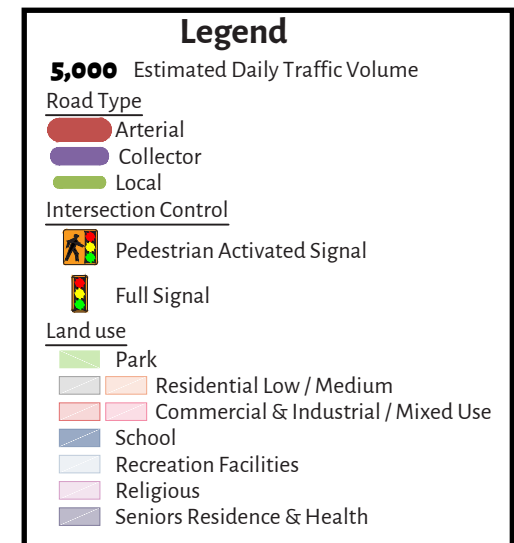 Legend
5,000 Estimated Daily Traffic Volume
Road Type
Arterial
Collector
Local
Intersection Control
Pedestrian Activated Signal
Full Signal
Land use
Park
Residential Low / Medium
Commercial & Industrial / Mixed Use
School
Recreation Facilities
Religious
Seniors Residence & Health